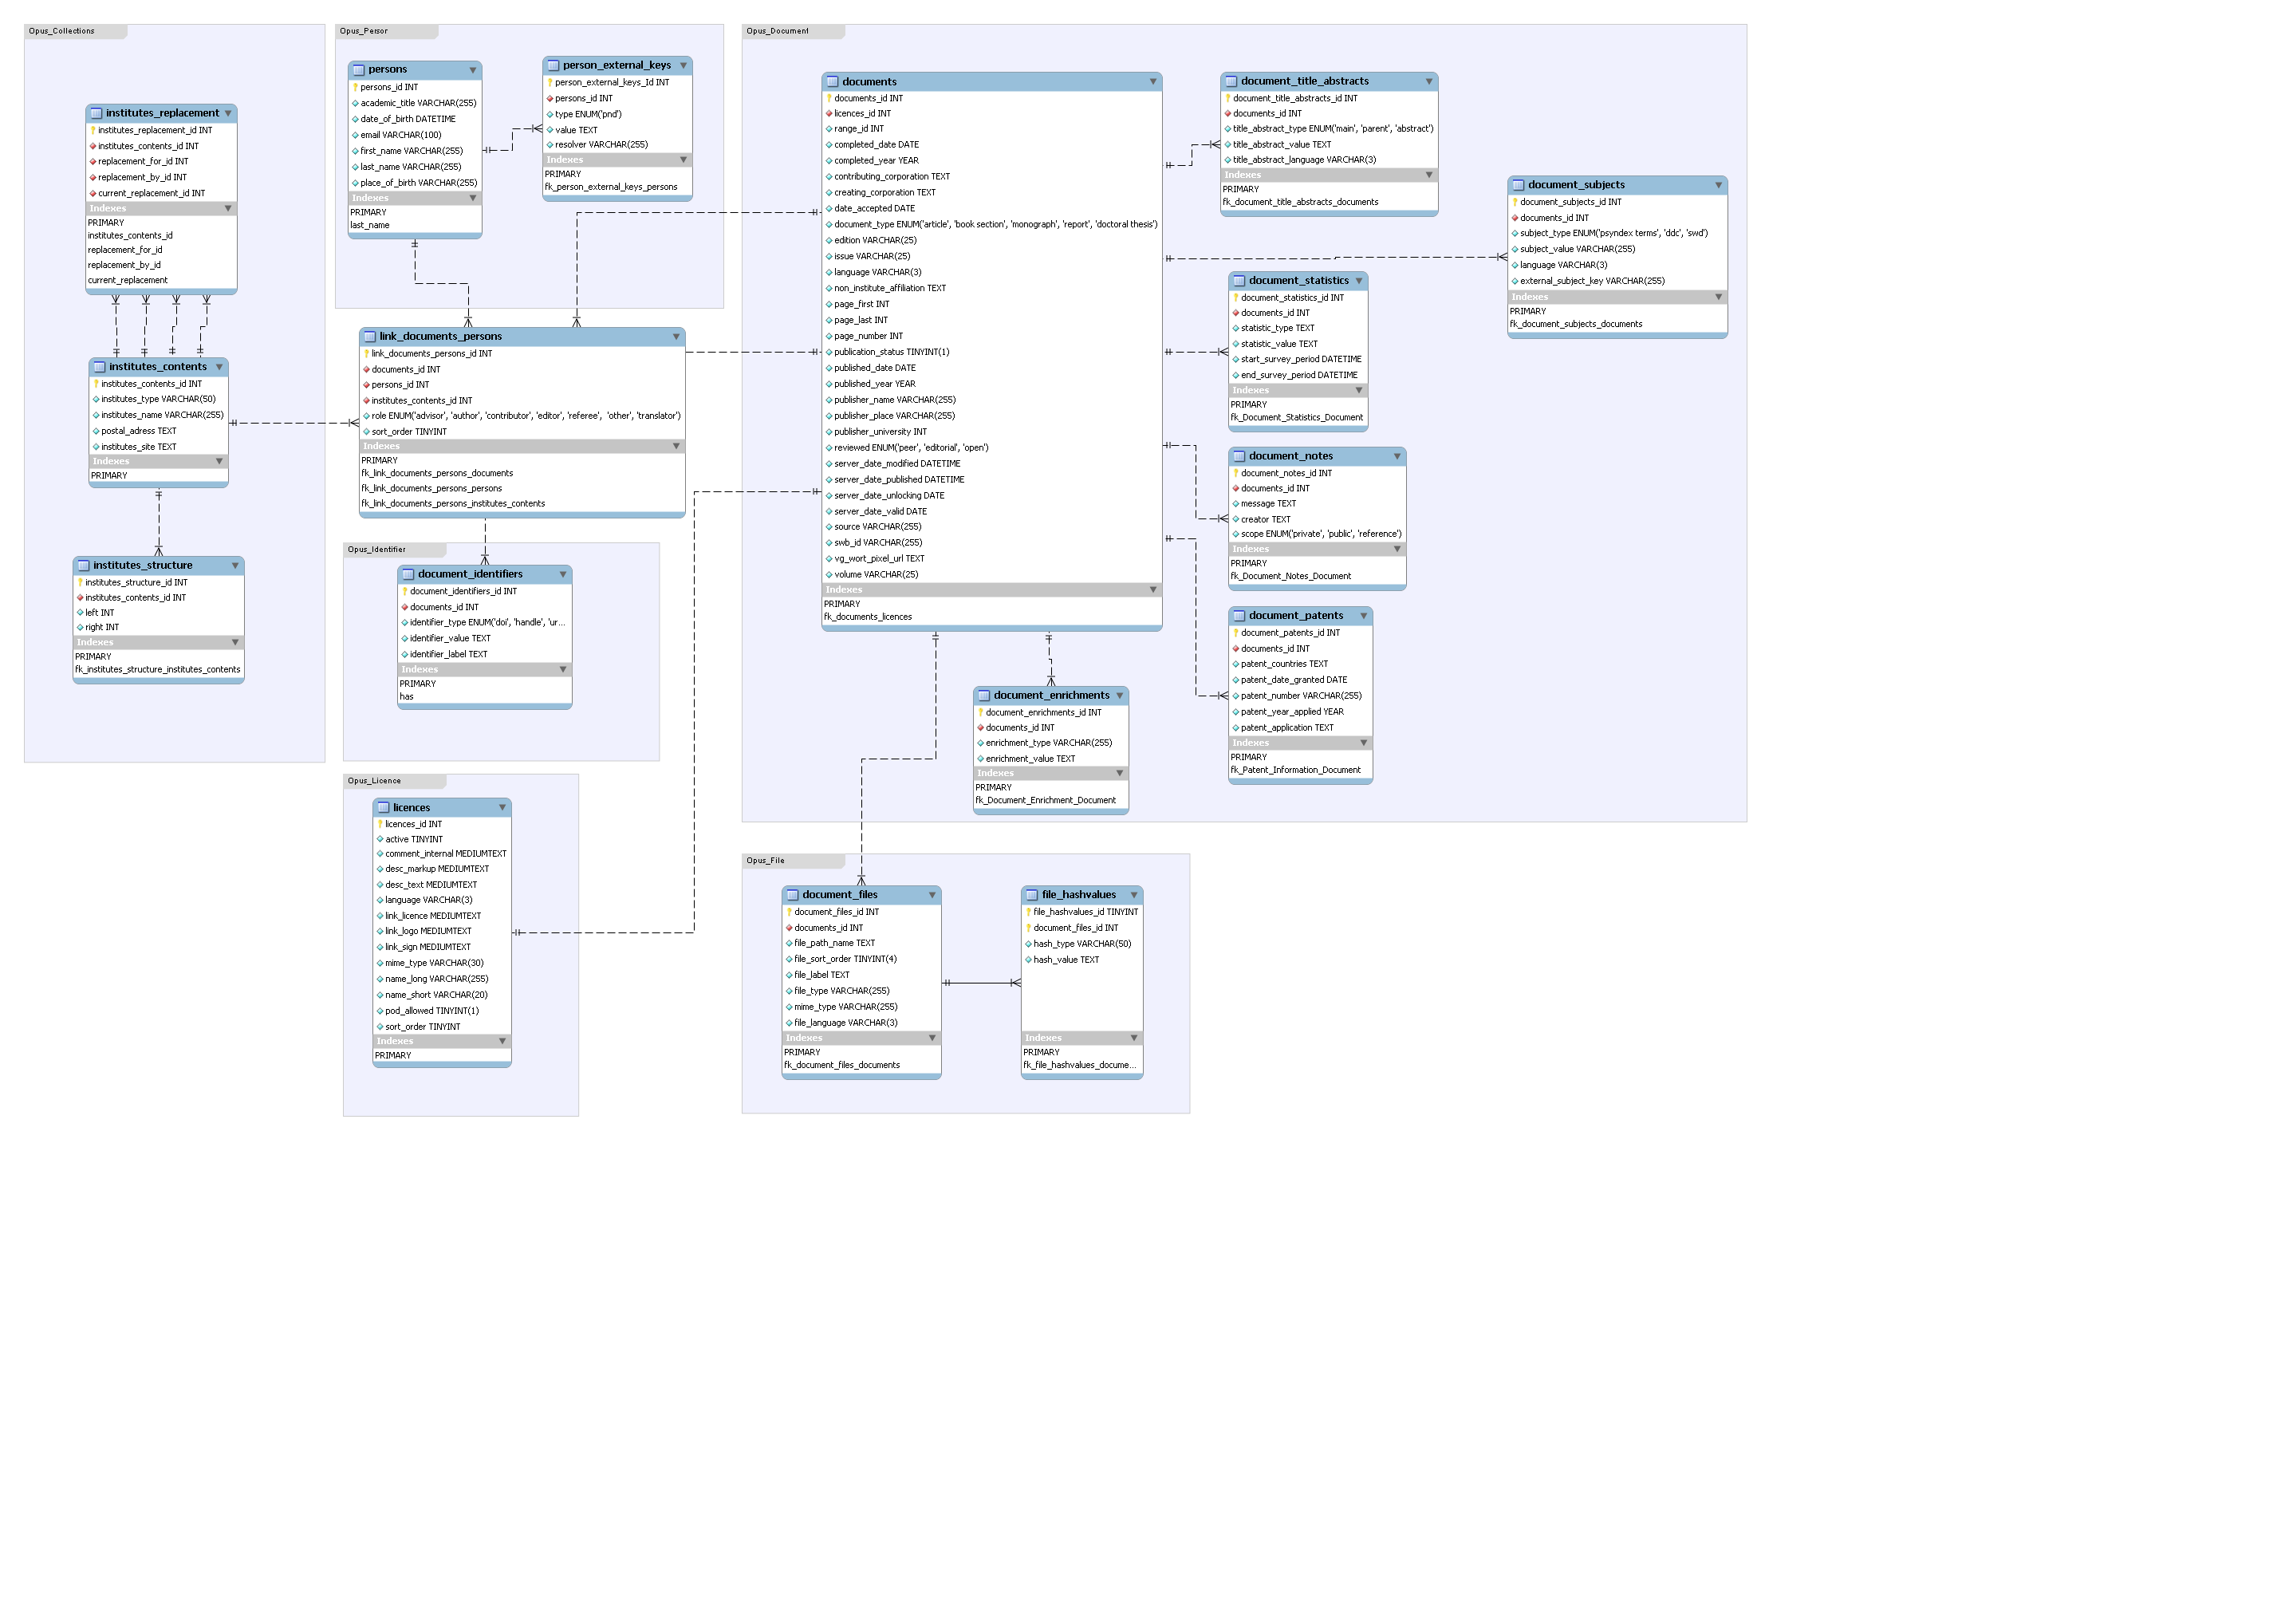 Opus_Collections
institutes_replacement
institutes_replacement_id INT
institutes_contents_id INT
replacement_for_id INT
replacement_by_id INT
current_replacement_id INT
Indexes
PRIMARY
institutes_contents_id
replacement_for_id
replacement_by_id
current_replacement
institutes_contents
institutes_contents_id INT
institutes_type VARCHAR(50)
institutes_name VARCHAR(255)
postal_adress TEXT
institutes_site TEXT
Indexes
PRIMARY
institutes_structure
institutes_structure_id INT
institutes_contents_id INT
left INT
right INT
Indexes
PRIMARY
fk_institutes_structure_institutes_contents
Opus_Person
persons
persons_id INT
academic_title VARCHAR(255)
date_of_birth DATETIME
email VARCHAR(100)
first_name VARCHAR(255)
last_name VARCHAR(255)
place_of_birth VARCHAR(255)
Indexes
PRIMARY
last_name
person_external_keys
person_external_keys_Id INT
persons_id INT
type ENUM('pnd')
value TEXT
resolver VARCHAR(255)
Indexes
PRIMARY
fk_person_external_keys_persons
link_documents_persons
link_documents_persons_id INT
documents_id INT
persons_id INT
institutes_contents_id INT
role ENUM('advisor', 'author', 'contributor', 'editor', 'referee', 'other', 'translator')
sort_order TINYINT
Indexes
PRIMARY
fk_link_documents_persons_documents
fk_link_documents_persons_persons
fk_link_documents_persons_institutes_contents
Opus_Identifier
document_identifiers
document_identifiers_id INT
documents_id INT
identifier_type ENUM('doi', 'handle', 'ur...
identifier_value TEXT
identifier_label TEXT
Indexes
PRIMARY
has
Opus_Licence
licences
licences_id INT
active TINYINT
comment_internal MEDIUMTEXT
desc_markup MEDIUMTEXT
desc_text MEDIUMTEXT
language VARCHAR(3)
link_licence MEDIUMTEXT
link_logo MEDIUMTEXT
link_sign MEDIUMTEXT
mime_type VARCHAR(30)
name_long VARCHAR(255)
name_short VARCHAR(20)
pod_allowed TINYINT(1)
sort_order TINYINT
Indexes
PRIMARY
Opus_Document
documents
documents_id INT
licences_id INT
range_id INT
completed_date DATE
completed_year YEAR
contributing_corporation TEXT
creating_corporation TEXT
date_accepted DATE
document_type ENUM('article', 'book section', 'monograph', 'report', 'doctoral thesis')
edition VARCHAR(25)
issue VARCHAR(25)
language VARCHAR(3)
non_institute_affiliation TEXT
page_first INT
page_last INT
page_number INT
publication_status TINYINT(1)
published_date DATE
published_year YEAR
publisher_name VARCHAR(255)
publisher_place VARCHAR(255)
publisher_university INT
reviewed ENUM('peer', 'editorial', 'open')
server_date_modified DATETIME
server_date_published DATETIME
server_date_unlocking DATE
server_date_valid DATE
source VARCHAR(255)
swb_id VARCHAR(255)
vg_wort_pixel_url TEXT
volume VARCHAR(25)
Indexes
PRIMARY
fk_documents_licences
document_title_abstracts
document_title_abstracts_id INT
documents_id INT
title_abstract_type ENUM('main', 'parent', 'abstract')
title_abstract_value TEXT
title_abstract_language VARCHAR(3)
Indexes
PRIMARY
fk_document_title_abstracts_documents
document_subjects
document_subjects_id INT
documents_id INT
subject_type ENUM('psyndex terms', 'ddc', 'swd')
subject_value VARCHAR(255)
language VARCHAR(3)
external_subject_key VARCHAR(255)
Indexes
PRIMARY
fk_document_subjects_documents
document_statistics
document_statistics_id INT
documents_id INT
statistic_type TEXT
statistic_value TEXT
start_survey_period DATETIME
end_survey_period DATETIME
Indexes
PRIMARY
fk_Document_Statistics_Document
document_notes
document_notes_id INT
documents_id INT
message TEXT
creator TEXT
scope ENUM('private', 'public', 'reference')
Indexes
PRIMARY
fk_Document_Notes_Document
document_patents
document_patents_id INT
documents_id INT
patent_countries TEXT
patent_date_granted DATE
patent_number VARCHAR(255)
patent_year_applied YEAR
patent_application TEXT
Indexes
PRIMARY
fk_Patent_Information_Document
document_enrichments
document_enrichments_id INT
documents_id INT
enrichment_type VARCHAR(255)
enrichment_value TEXT
Indexes
PRIMARY
fk_Document_Enrichment_Document
Opus_File
document_files
document_files_id INT
documents_id INT
file_path_name TEXT
file_sort_order TINYINT(4)
file_label TEXT
file_type VARCHAR(255)
mime_type VARCHAR(255)
file_language VARCHAR(3)
Indexes
PRIMARY
fk_document_files_documents
file_hashvalues
file_hashvalues_id TINYINT
document_files_id INT
hash_type VARCHAR(50)
hash_value TEXT
Indexes
PRIMARY
fk_file_hashvalues_docume...